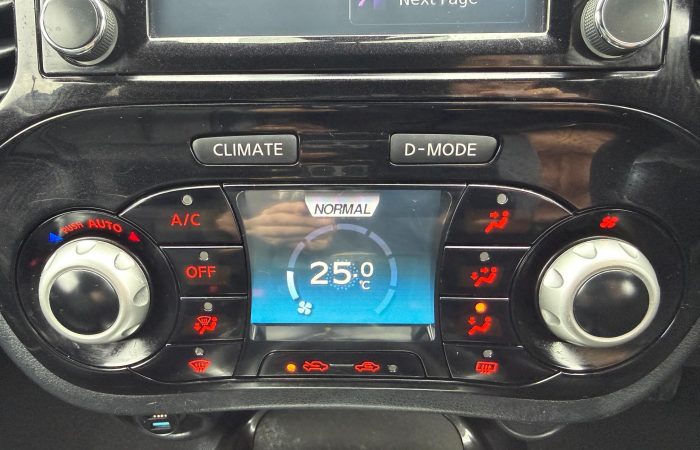 Next Page
CLIMATE
D-MODE
PUSH AUTO
A/C
OFF
NORMAL
25.0
°C